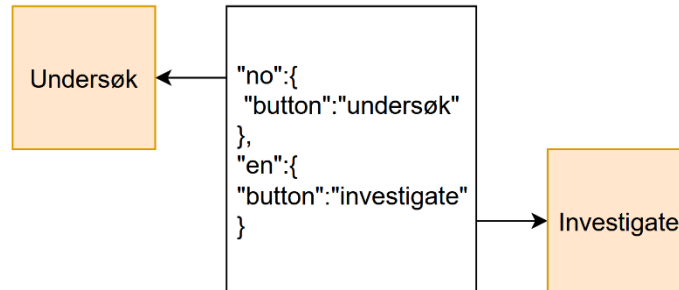 Undersøk
"no":{
"button":"undersøk"
},
"en":{
"button":"investigate"
}
Investigate